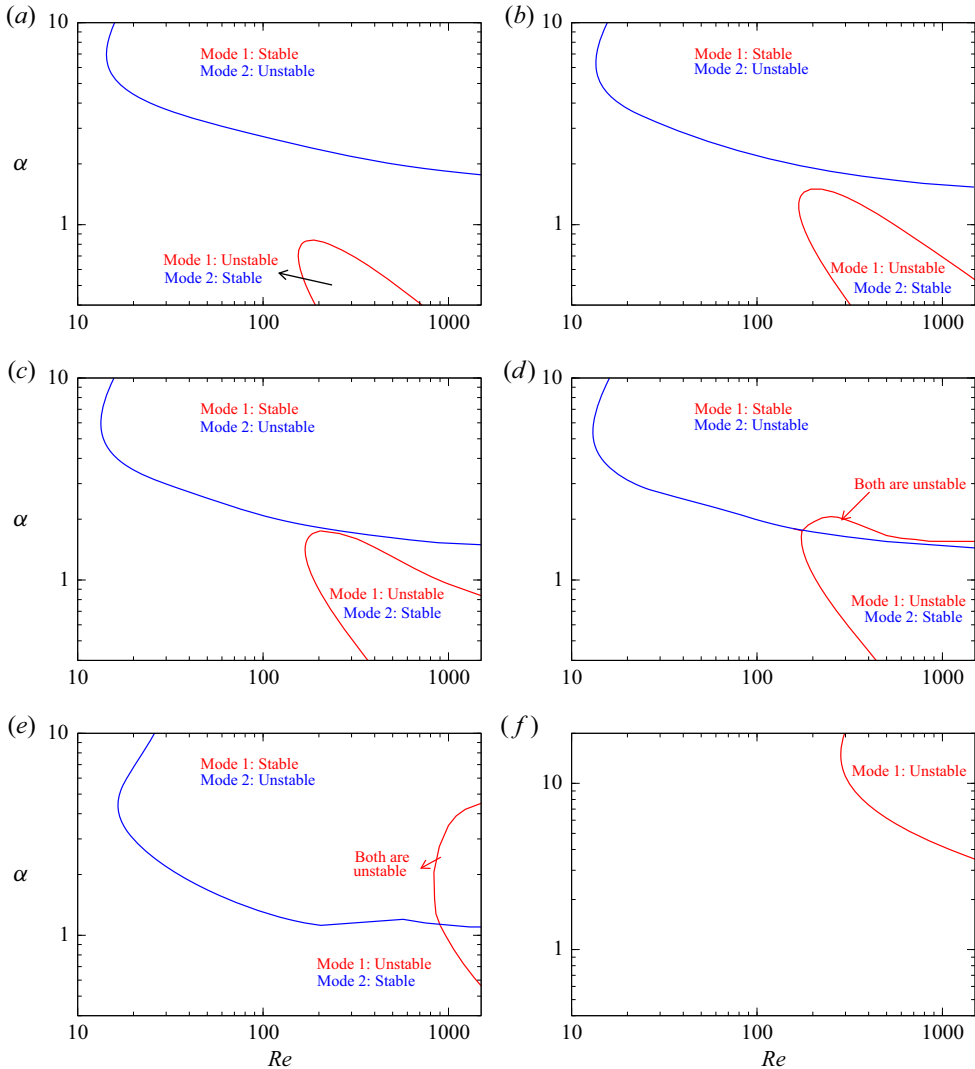 (a)
10
Mode 1: Stable
Mode 2: Unstable
α
1
Mode 1: Unstable
Mode 2: Stable
10
100
1000
(b)
10
Mode 1: Stable
Mode 2: Unstable
1
Mode 1: Unstable
Mode 2: Stable
10
100
1000
(c)
10
Mode 1: Stable
Mode 2: Unstable
α
1
Mode 1: Unstable
Mode 2: Stable
10
100
1000
(d)
10
Mode 1: Stable
Mode 2: Unstable
Both are unstable
1
Mode 1: Unstable
Mode 2: Stable
10
100
1000
(e)
10
Mode 1: Stable
Mode 2: Unstable
α
Both are
unstable
1
Mode 1: Unstable
Mode 2: Stable
10
100
1000
Re
(f)
10
Mode 1: Unstable
1
10
100
1000
Re